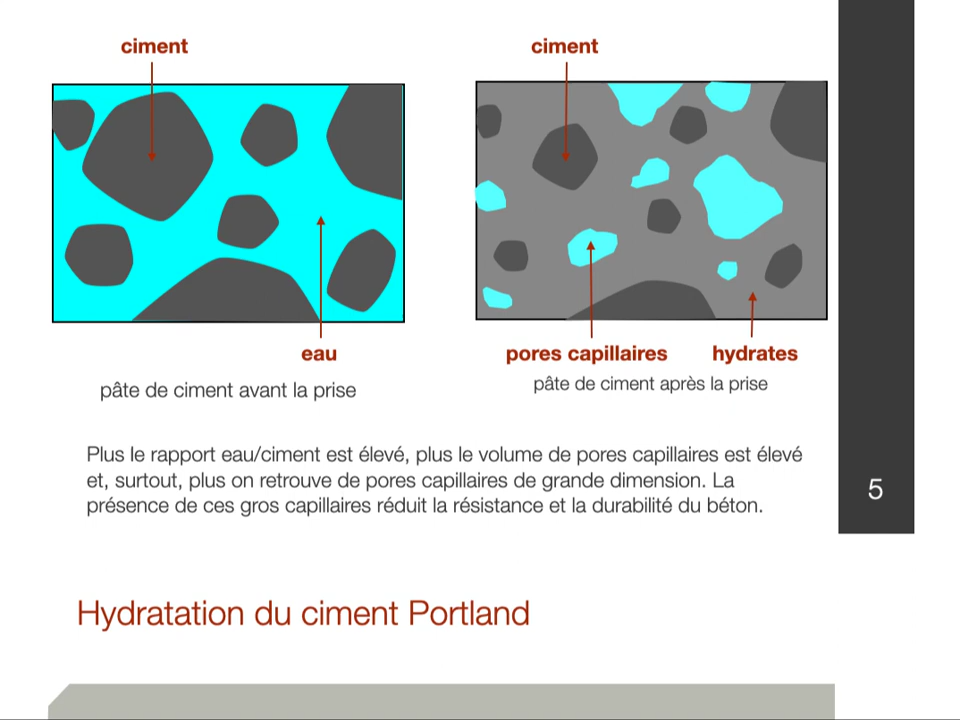 ciment
ciment
eau
pores capillaires
hydrates
pâte de ciment avant la prise
pâte de ciment après la prise
Plus le rapport eau/ciment est élevé, plus le volume de pores capillaires est élevé
et, surtout, plus on retrouve de pores capillaires de grande dimension. La
présence de ces gros capillaires réduit la résistance et la durabilité du béton.
5
Hydratation du ciment Portland